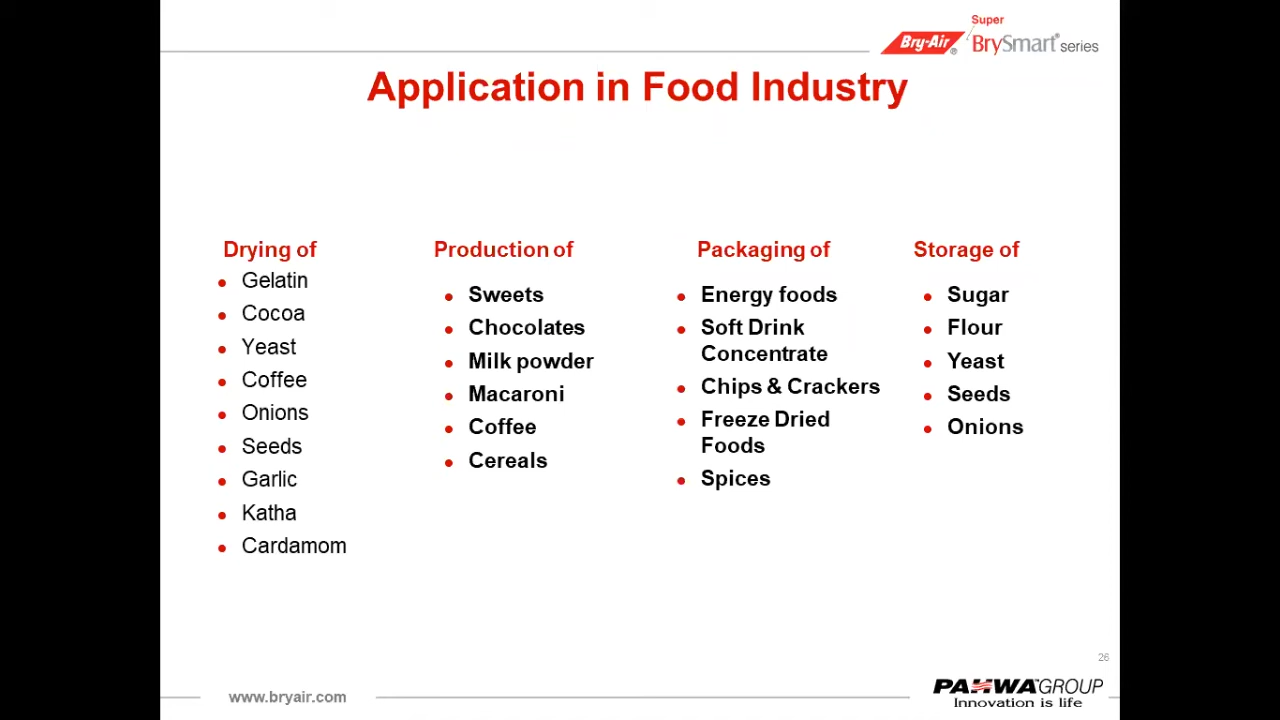 Super
Bry-Air® BrySmart® series
Application in Food Industry
Drying of
Gelatin
Cocoa
Yeast
Coffee
Onions
Seeds
Garlic
Katha
Cardamom
Production of
Sweets
Chocolates
Milk powder
Macaroni
Coffee
Cereals
Packaging of
Energy foods
Soft Drink
Concentrate
Chips & Crackers
Freeze Dried
Foods
Spices
Storage of
Sugar
Flour
Yeast
Seeds
Onions
26
www.bryair.com
PAHWA GROUP
Innovation is life